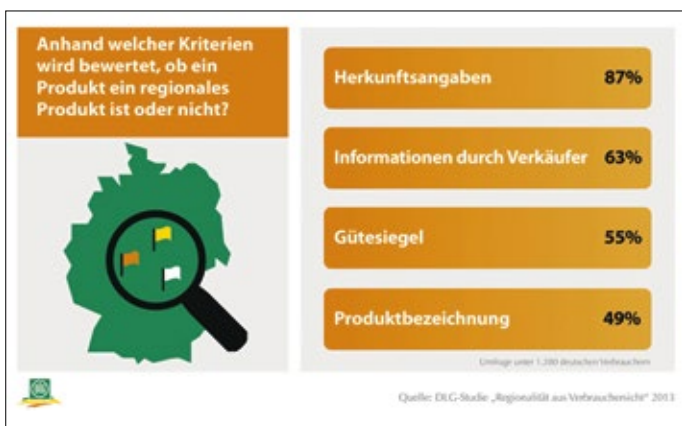 Anhand welcher Kriterien
wird bewertet, ob ein
Produkt ein regionales
Produkt ist oder nicht?
Herkunftsangaben 87%
Informationen durch Verkäufer 63%
Gütesiegel 55%
Produktbezeichnung 49%
Umfrage unter 1.200 deutschen Verbrauchern
Quelle: DLG-Studie „Regionalität aus Verbrauchersicht“ 2013